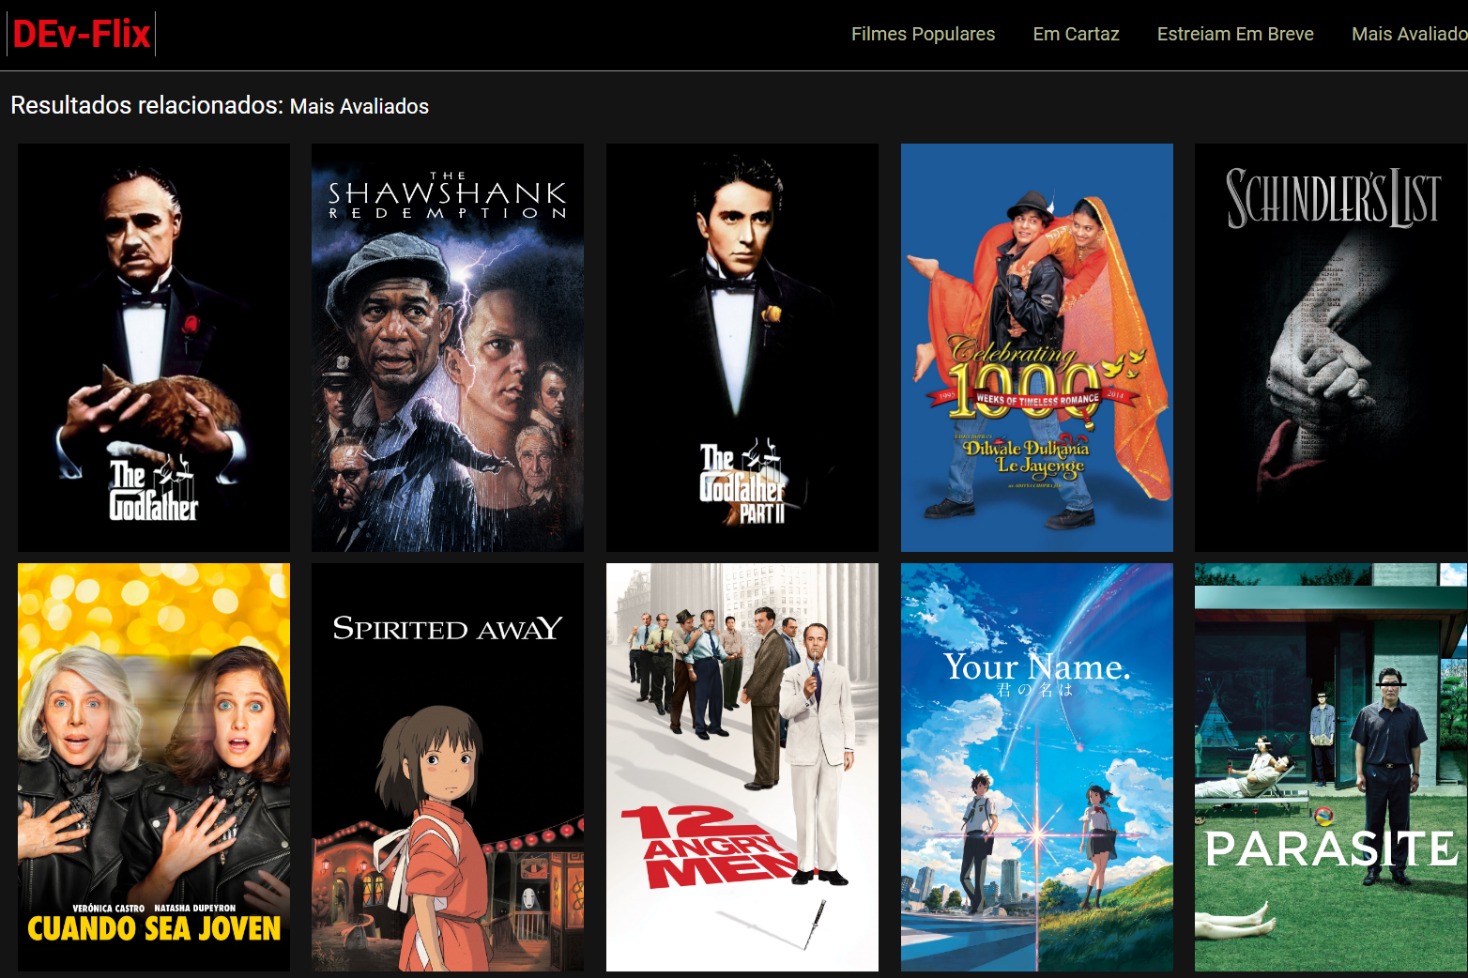 DEv-Flix
Filmes Populares
Em Cartaz
Estreiam Em Breve
Mais Avaliado
Resultados relacionados: Mais Avaliados
The
Godfather
THE
SHAWSHANK
REDEMPTION
The
Godfather
PART II
Celebrating
1000
1995 WEEKS OF TIMELESS ROMANCE 2014
Dilwale Dulhania
Le Jayenge
SCHINDLER'S LIST
VERÓNICA CASTRO NATASHA DUPEYRON
CUANDO SEA JOVEN
SPIRITED AWAY
12
ANGRY
MEN
Your Name.
君の名は
PARASITE